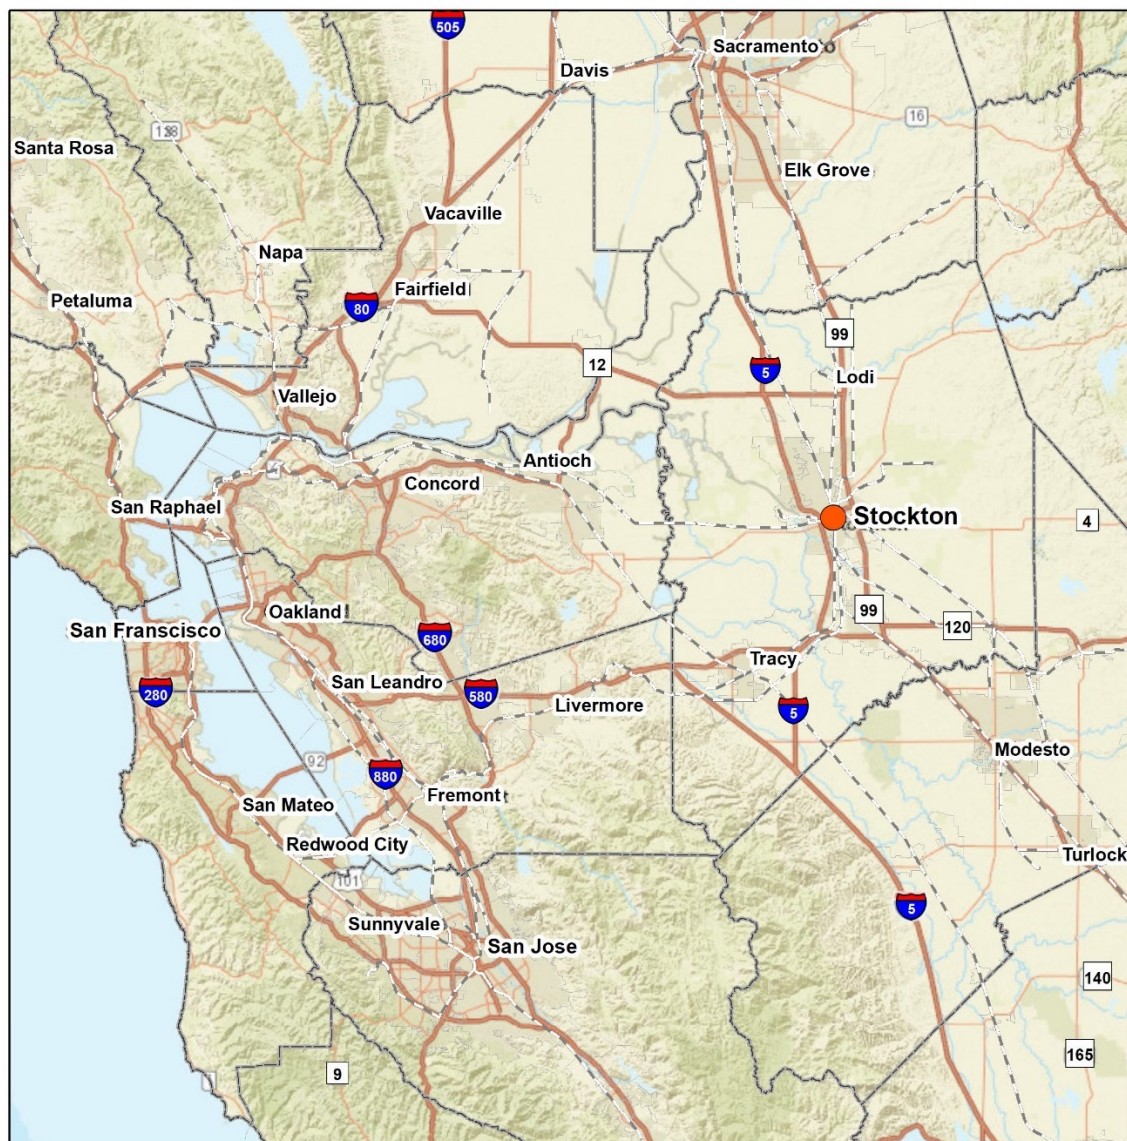 505
Sacramento
Davis
16
128
Santa Rosa
Elk Grove
Vacaville
Napa
Fairfield
Petaluma
80
99
12
5
Lodi
Vallejo
Antioch
Concord
San Raphael
Stockton
4
Oakland
99
San Franscisco
120
680
Tracy
San Leandro
280
580
Livermore
5
Modesto
92
880
Fremont
San Mateo
Redwood City
Turlock
101
5
Sunnyvale
San Jose
140
165
9